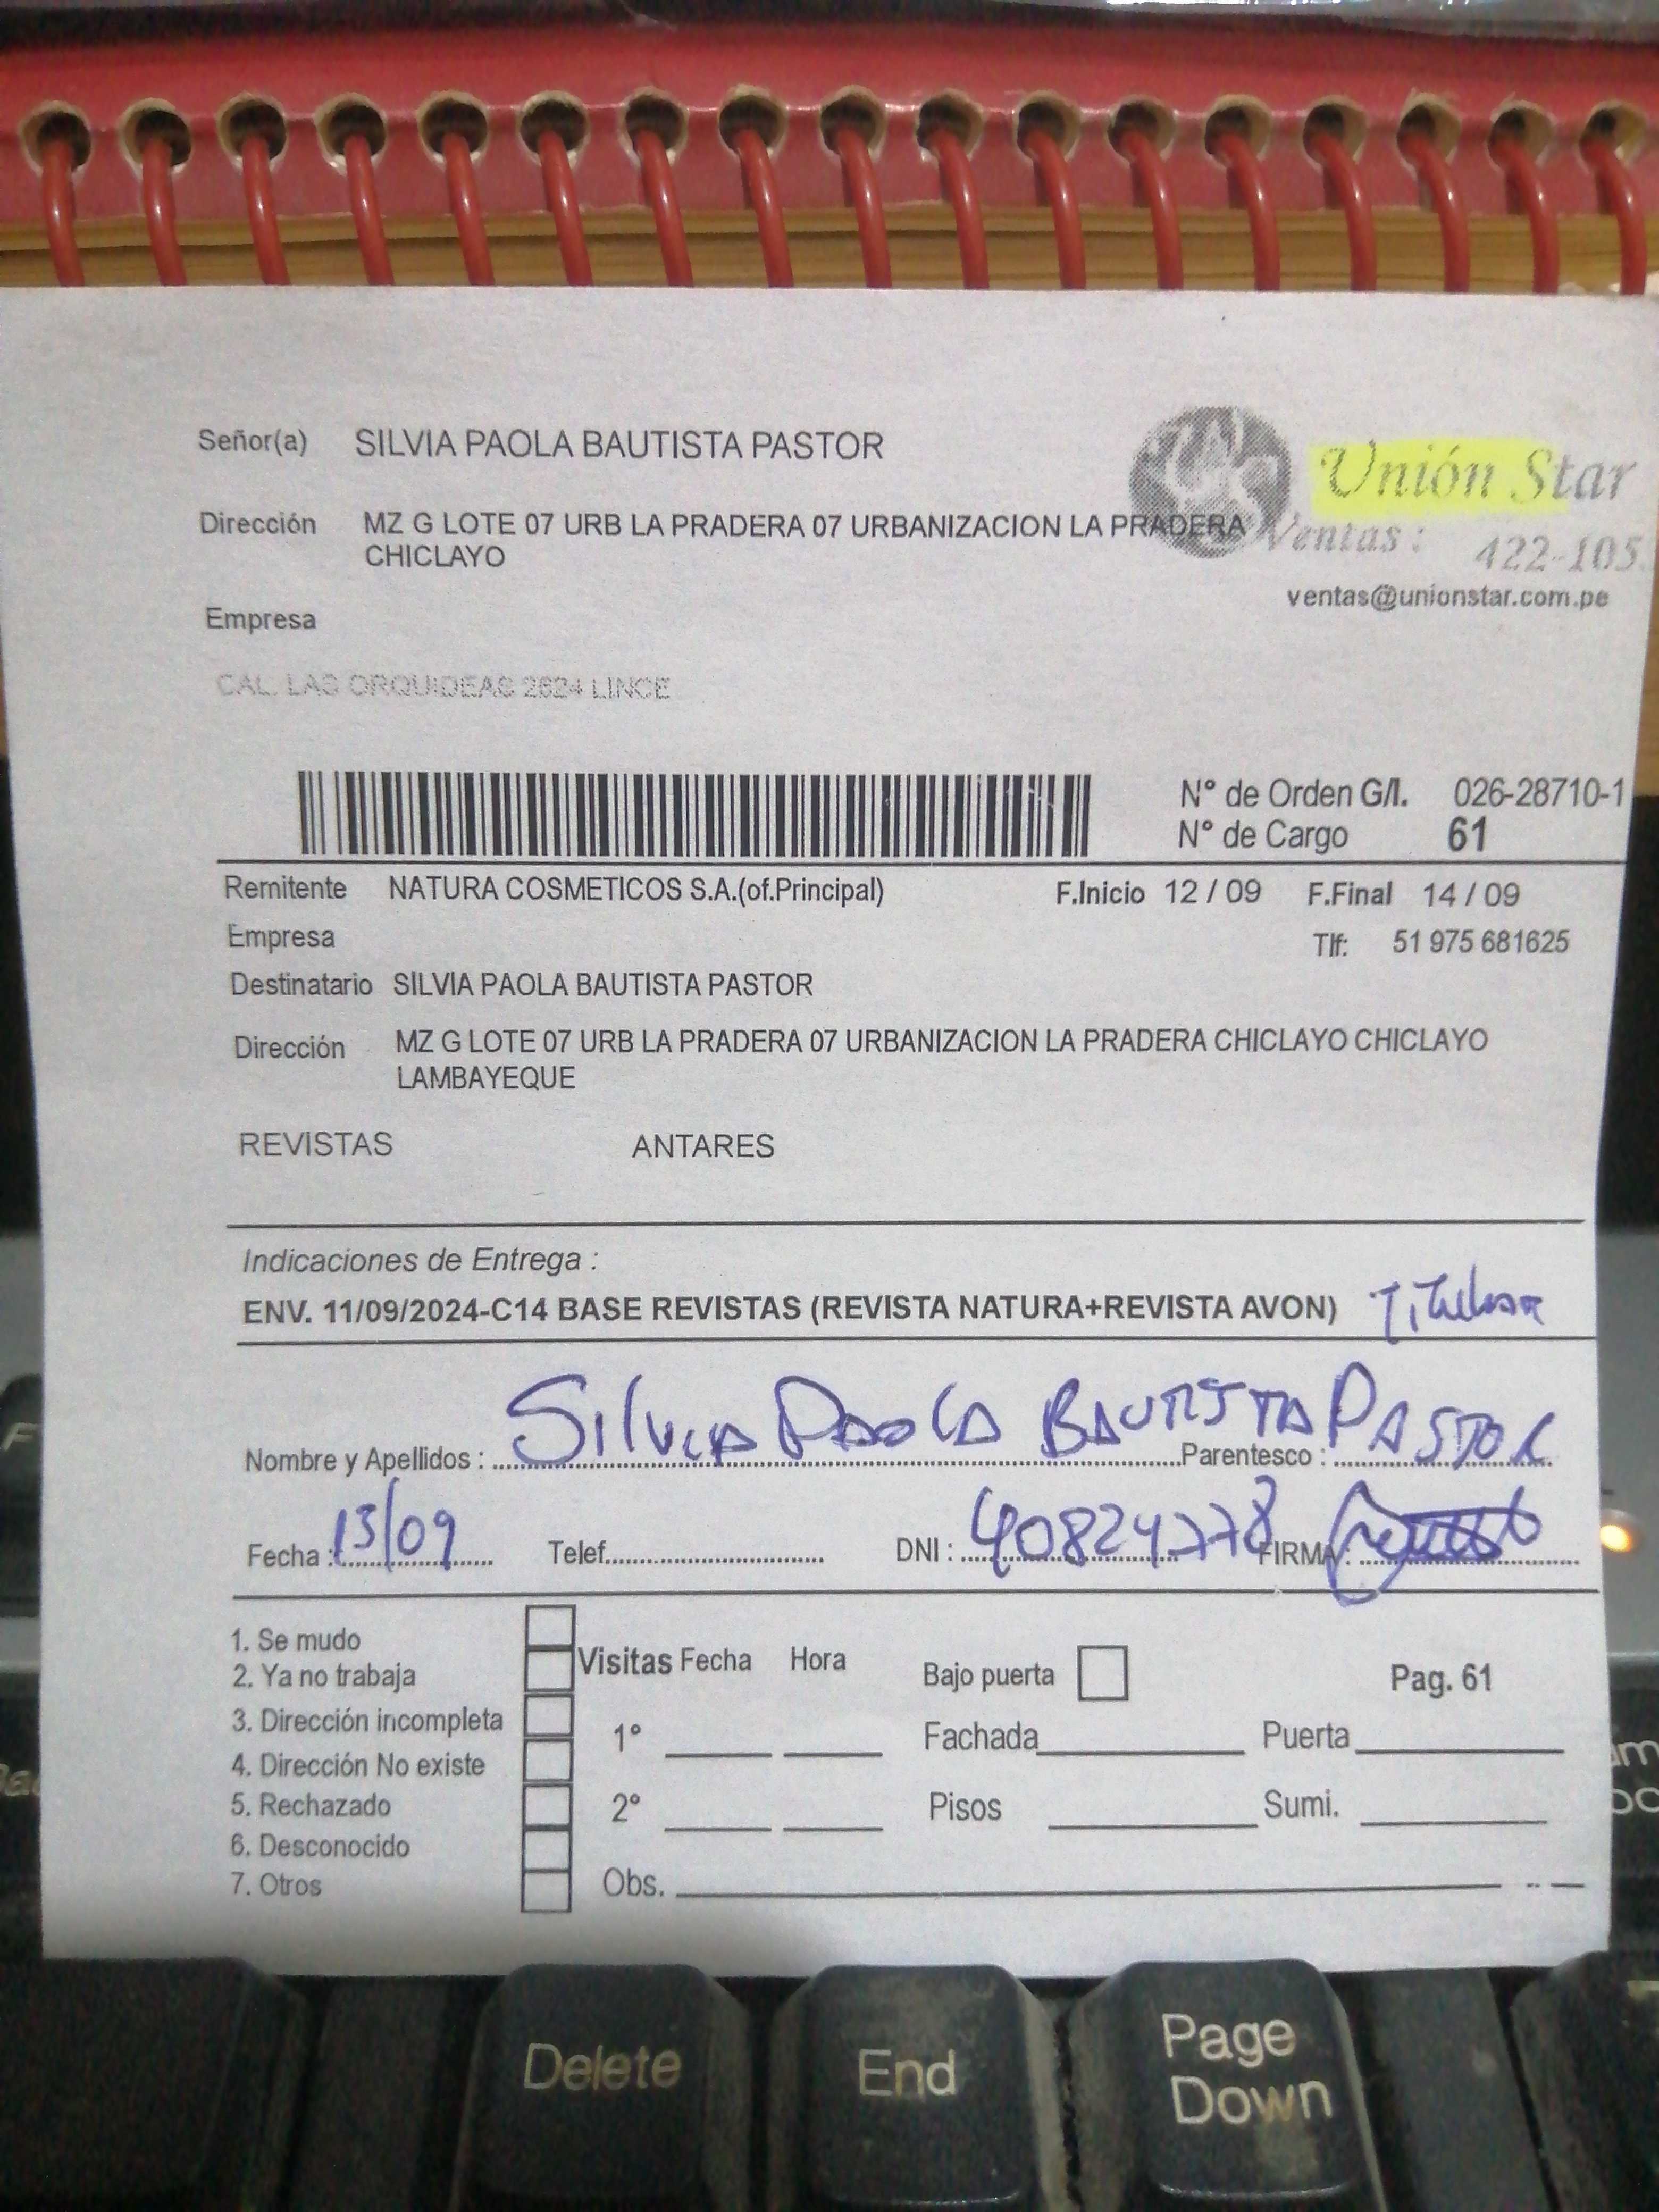 Señor(a) SILVIA PAOLA BAUTISTA PASTOR
Unión Star
Dirección MZ G LOTE 07 URB LA PRADERA 07 URBANIZACION LA PRADERA
CHICLAYO
Ventas : 422-105
ventas@unionstar.com.pe
Empresa
CAL. LAS ORQUIDEAS 2624 LINCE
N° de Orden G/I. 026-28710-1
N° de Cargo 61
Remitente NATURA COSMETICOS S.A.(of.Principal) F.Inicio 12 / 09 F.Final 14 / 09
Empresa Tlf: 51 975 681625
Destinatario SILVIA PAOLA BAUTISTA PASTOR
Dirección MZ G LOTE 07 URB LA PRADERA 07 URBANIZACION LA PRADERA CHICLAYO CHICLAYO
LAMBAYEQUE
REVISTAS ANTARES
Indicaciones de Entrega :
ENV. 11/09/2024-C14 BASE REVISTAS (REVISTA NATURA+REVISTA AVON) Titular
Nombre y Apellidos : Silvia Paola BAUTISTA PASTOR Parentesco :
Fecha : 13/09 Telef. DNI : 40824778 FIRMA :
1. Se mudo
2. Ya no trabaja
3. Dirección incompleta
4. Dirección No existe
5. Rechazado
6. Desconocido
7. Otros
Visitas Fecha Hora
1°
2°
Obs.
Bajo puerta Pag. 61
Fachada Puerta
Pisos Sumi.
Delete
End
Page
Down